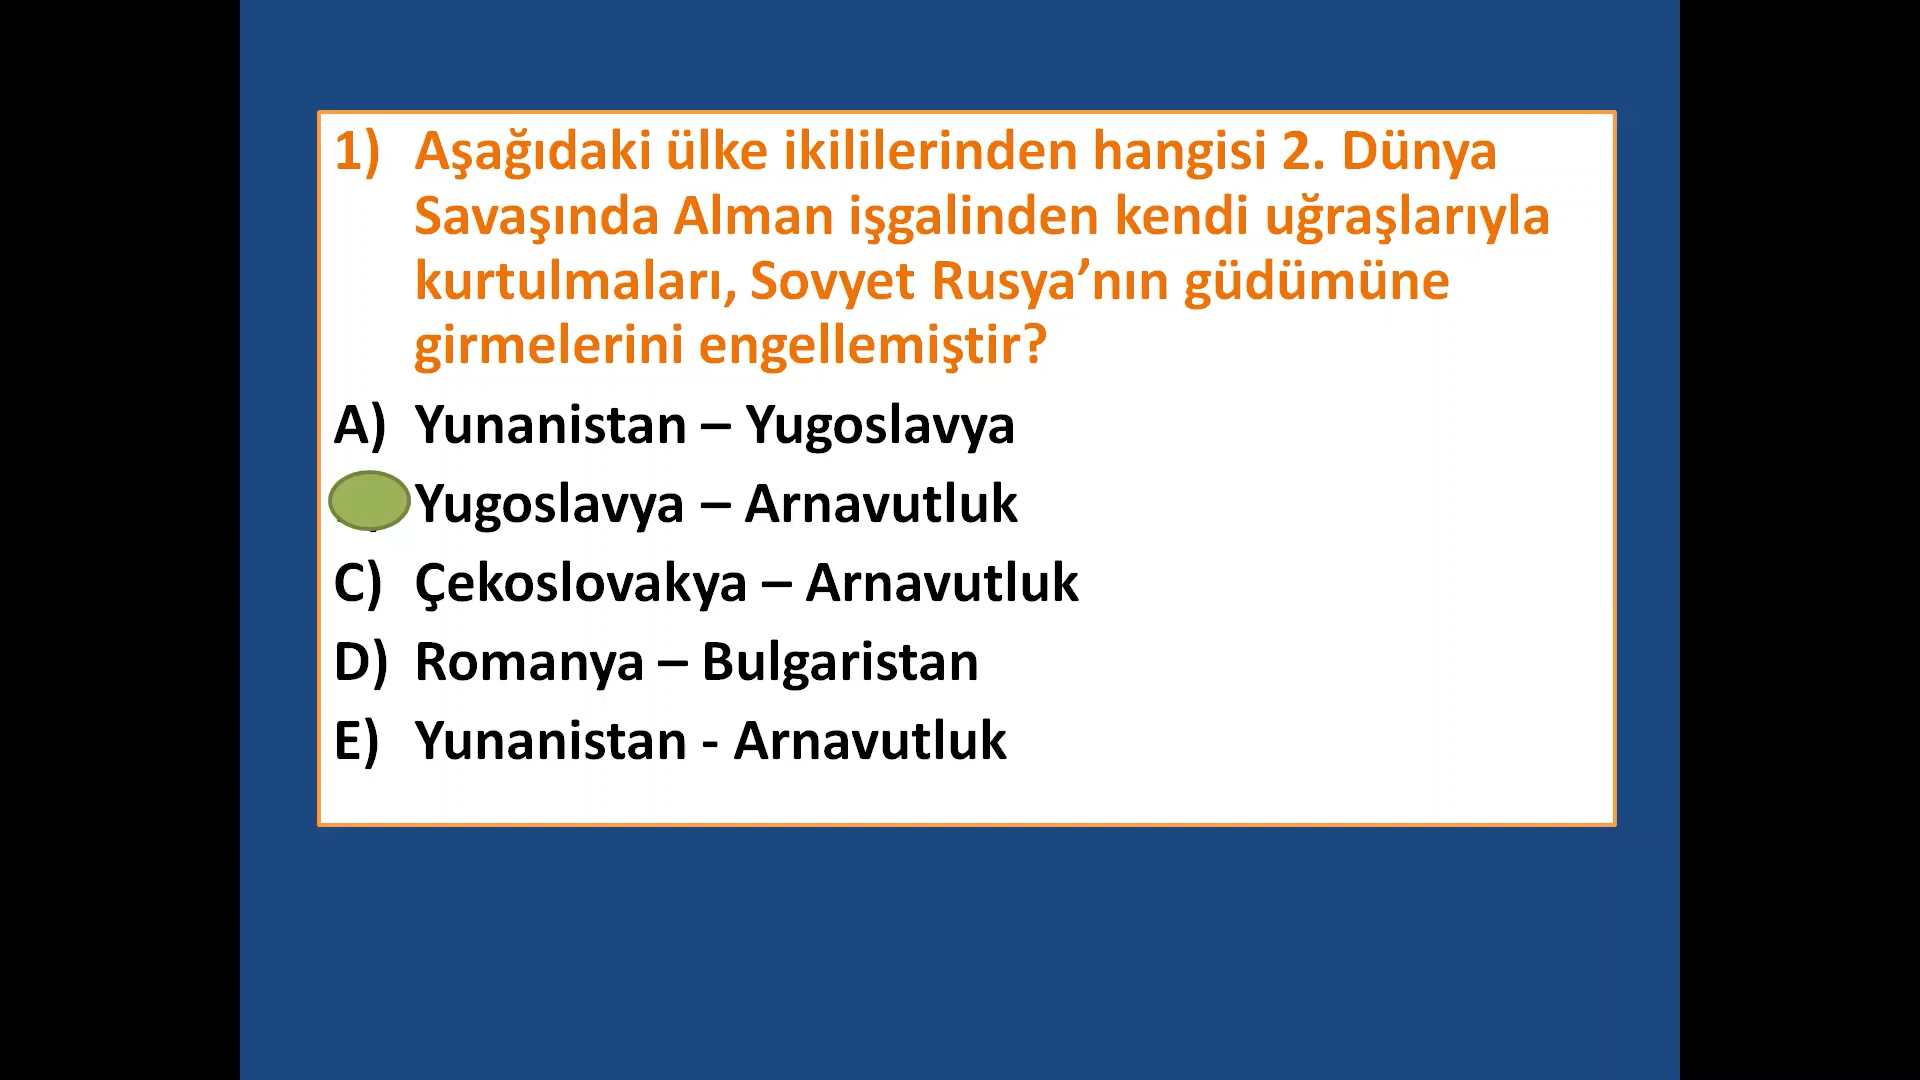 1) Aşağıdaki ülke ikililerinden hangisi 2. Dünya
Savaşında Alman işgalinden kendi uğraşlarıyla
kurtulmaları, Sovyet Rusya’nın güdümüne
girmelerini engellemiştir?
A) Yunanistan – Yugoslavya
Yugoslavya – Arnavutluk
C) Çekoslovakya – Arnavutluk
D) Romanya – Bulgaristan
E) Yunanistan - Arnavutluk